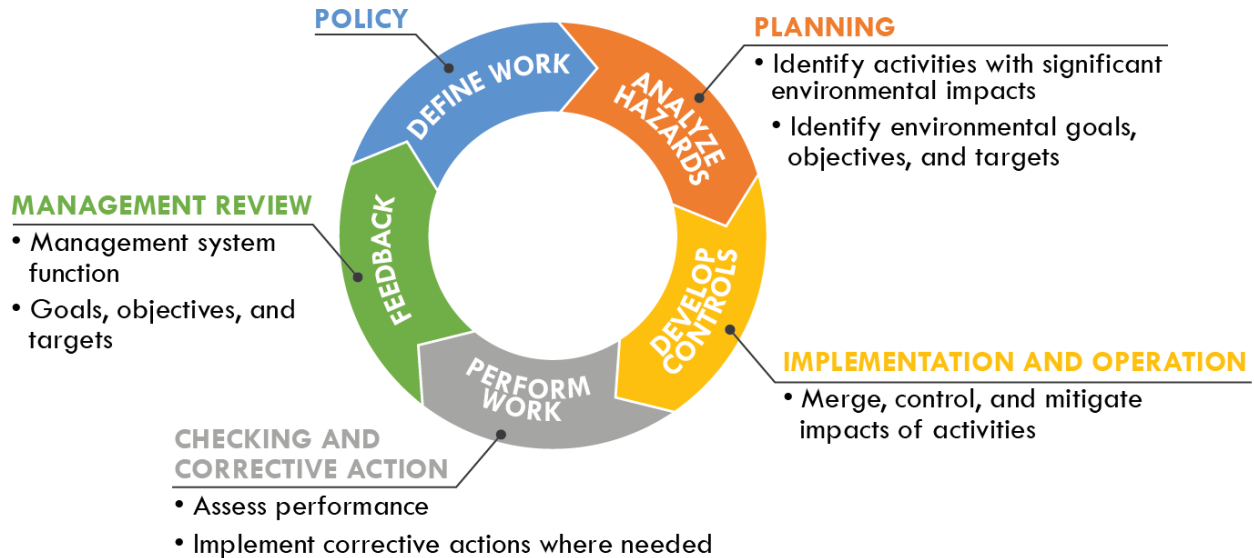 POLICY
DEFINE WORK
PLANNING
• Identify activities with significant
environmental impacts
• Identify environmental goals,
objectives, and targets
ANALYZE
HAZARDS
DEVELOP
CONTROLS
IMPLEMENTATION AND OPERATION
• Merge, control, and mitigate
impacts of activities
PERFORM
WORK
CHECKING AND
CORRECTIVE ACTION
• Assess performance
• Implement corrective actions where needed
FEEDBACK
MANAGEMENT REVIEW
• Management system
function
• Goals, objectives, and
targets